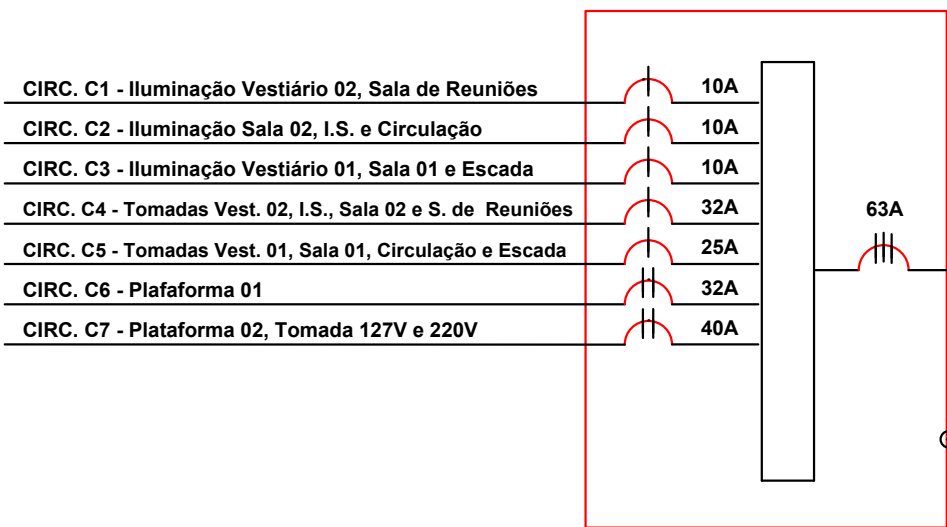 CIRC. C1 - Iluminação Vestiário 02, Sala de Reuniões 10A
CIRC. C2 - Iluminação Sala 02, I.S. e Circulação 10A
CIRC. C3 - Iluminação Vestiário 01, Sala 01 e Escada 10A
CIRC. C4 - Tomadas Vest. 02, I.S., Sala 02 e S. de Reuniões 32A
63A
CIRC. C5 - Tomadas Vest. 01, Sala 01, Circulação e Escada 25A
CIRC. C6 - Plafaforma 01 32A
CIRC. C7 - Plataforma 02, Tomada 127V e 220V 40A